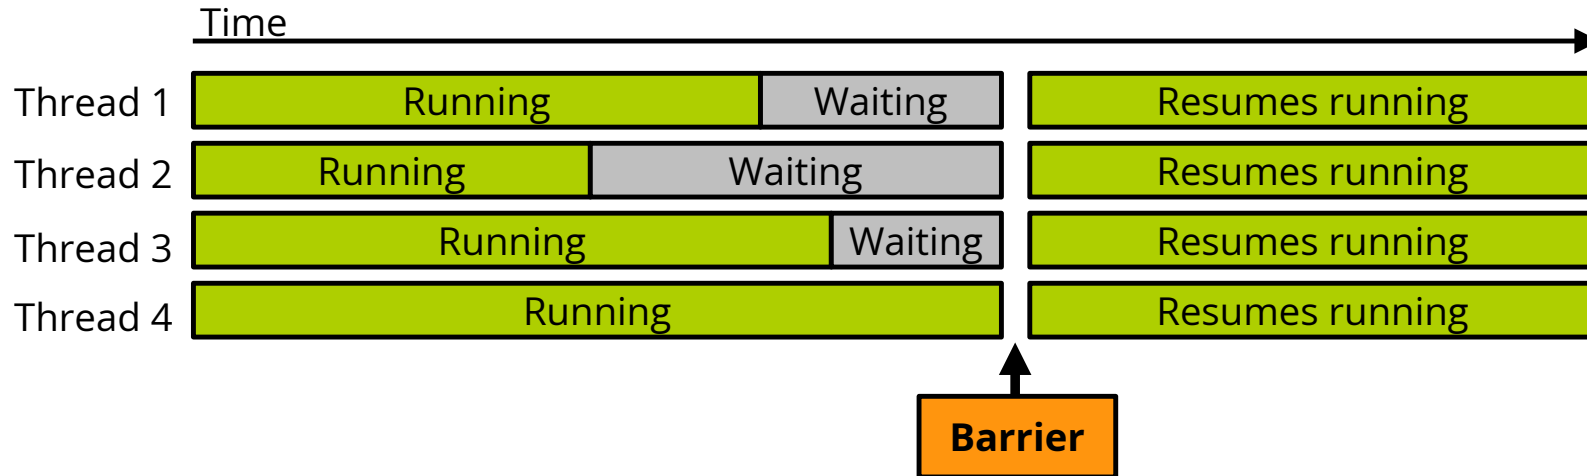 Time
Thread 1 Running Waiting Resumes running
Thread 2 Running Waiting Resumes running
Thread 3 Running Waiting Resumes running
Thread 4 Running Resumes running
Barrier